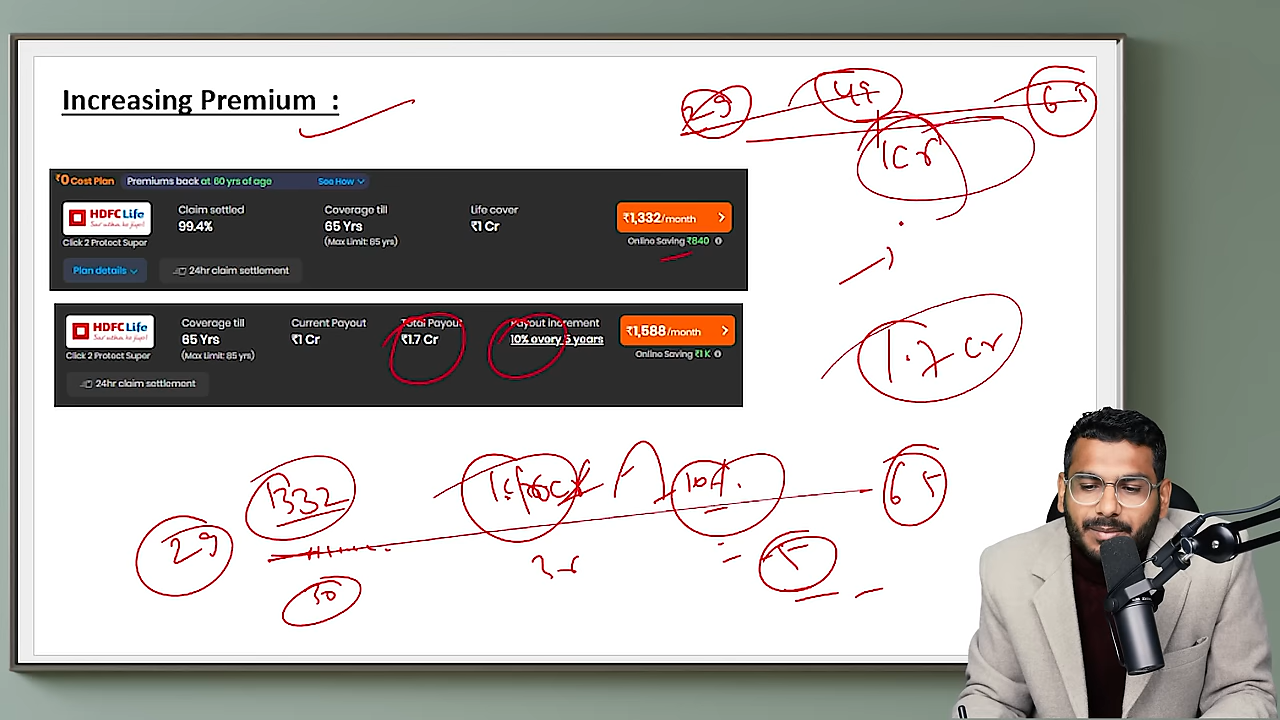 Increasing Premium :
29 49 65
1cr
₹0 Cost Plan Premiums back at 60 yrs of age See How
HDFC Life Claim settled Coverage till Life cover ₹1,332/month
99.4% 65 Yrs ₹1 Cr
Click 2 Protect Super (Max Limit: 85 yrs) Online Saving ₹840
Plan details 24hr claim settlement
HDFC Life Coverage till Current Payout Total Payout Payout Increment ₹1,588/month
65 Yrs ₹1 Cr ₹1.7 Cr 10% every 5 years
Click 2 Protect Super (Max Limit: 85 yrs) Online Saving ₹1 K
24hr claim settlement
1.7 cr
1332 10%. 65
29
30 5